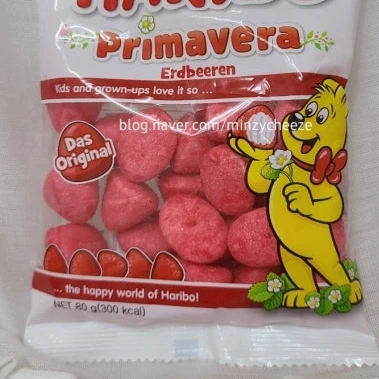 HARIBO
Primavera
Erdbeeren
Kids and grown-ups love it so ...
blog.naver.com/minzycheeze
Das
Original
... the happy world of Haribo!
NET 80 g(300 kcal)